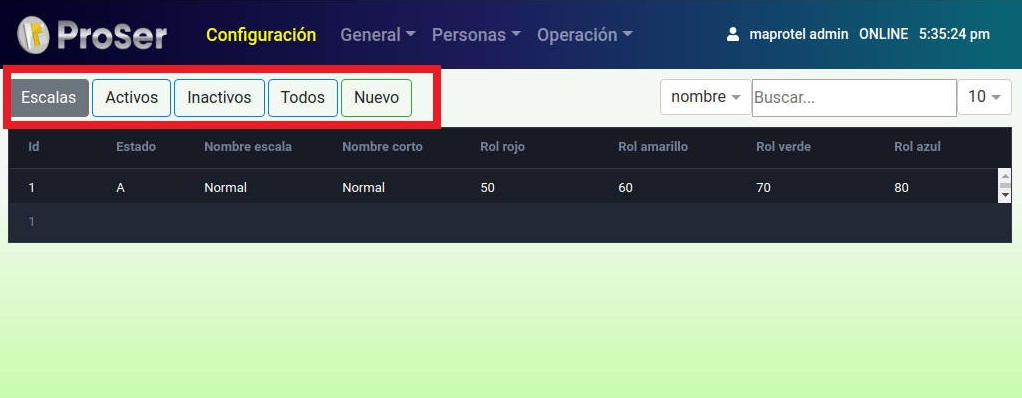 ProSer Configuración General Personas Operación maprotel admin ONLINE 5:35:24 pm
Escalas Activos Inactivos Todos Nuevo nombre Buscar... 10
Id Estado Nombre escala Nombre corto Rol rojo Rol amarillo Rol verde Rol azul
1 A Normal Normal 50 60 70 80
1